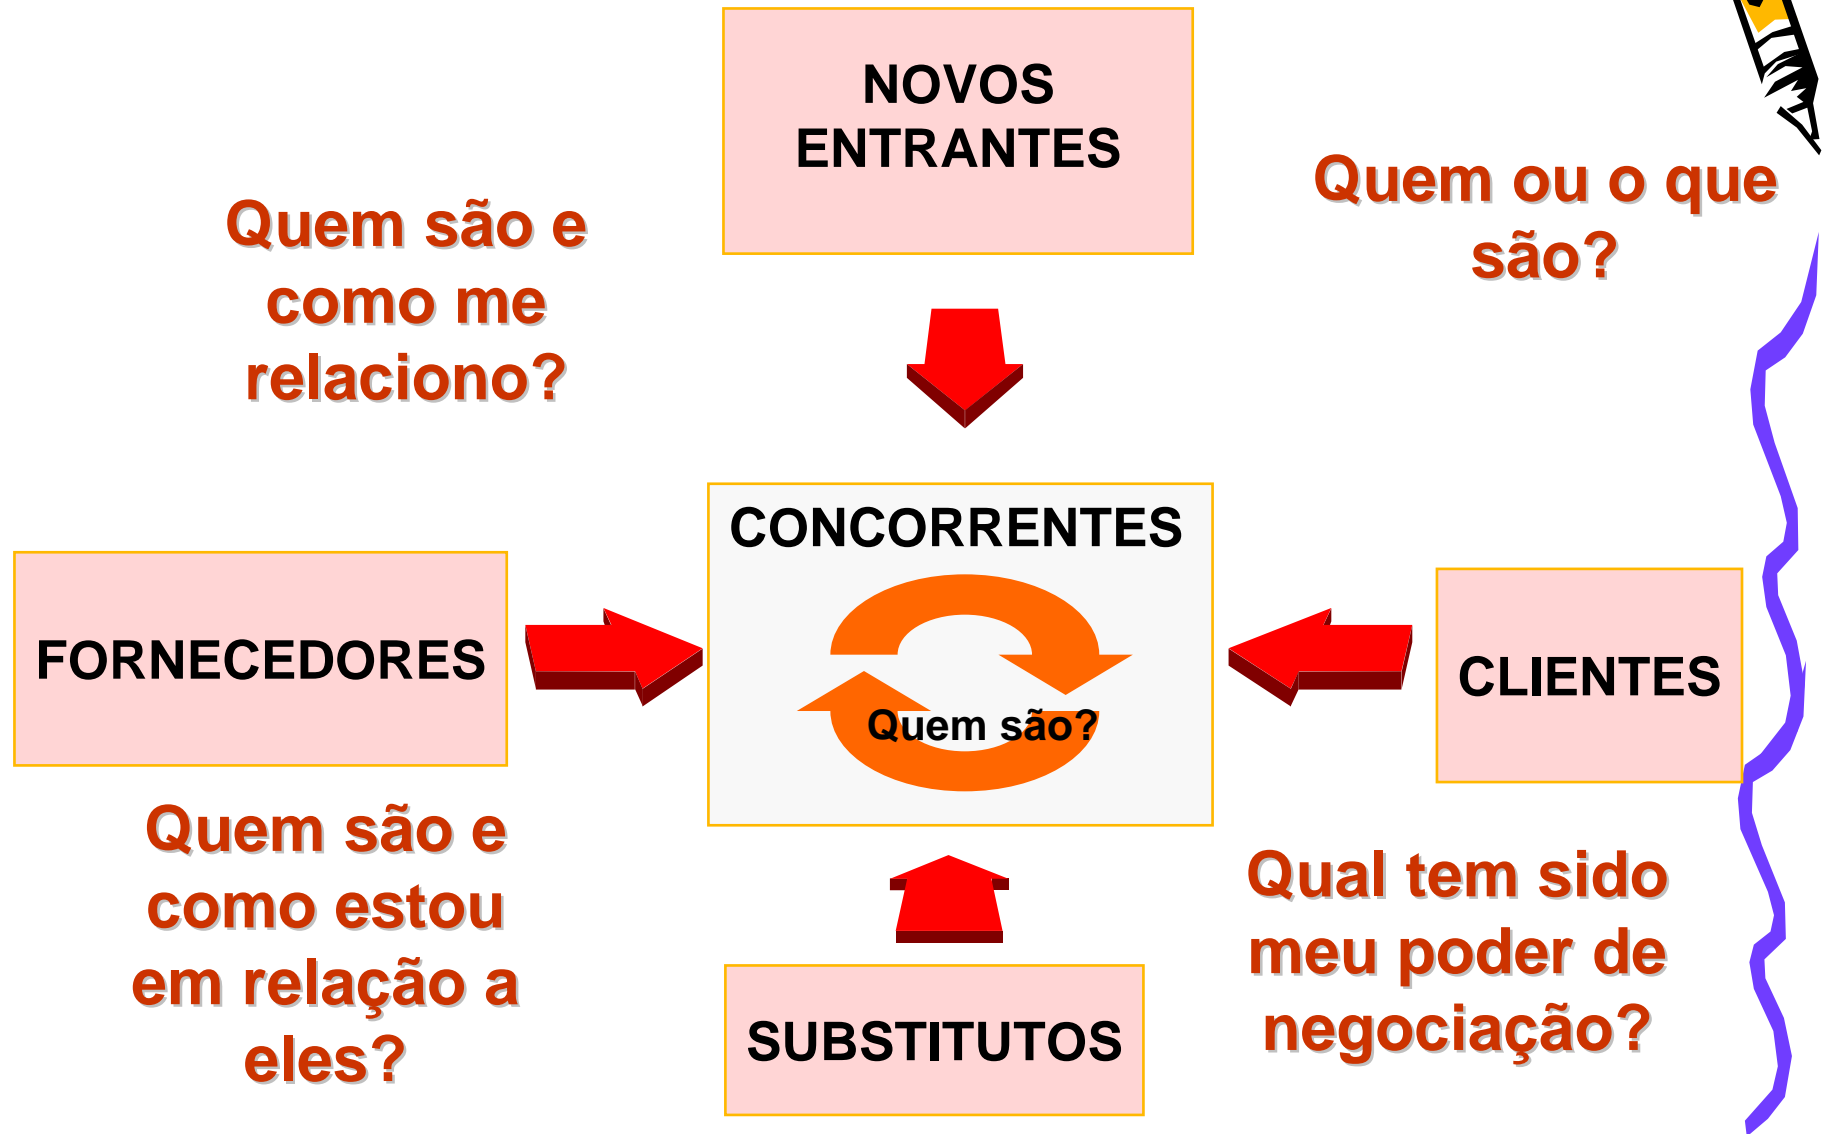 NOVOS
ENTRANTES
Quem ou o que
são?
Quem são e
como me
relaciono?
CONCORRENTES
Quem são?
FORNECEDORES
CLIENTES
Quem são e
como estou
em relação a
eles?
Qual tem sido
meu poder de
negociação?
SUBSTITUTOS